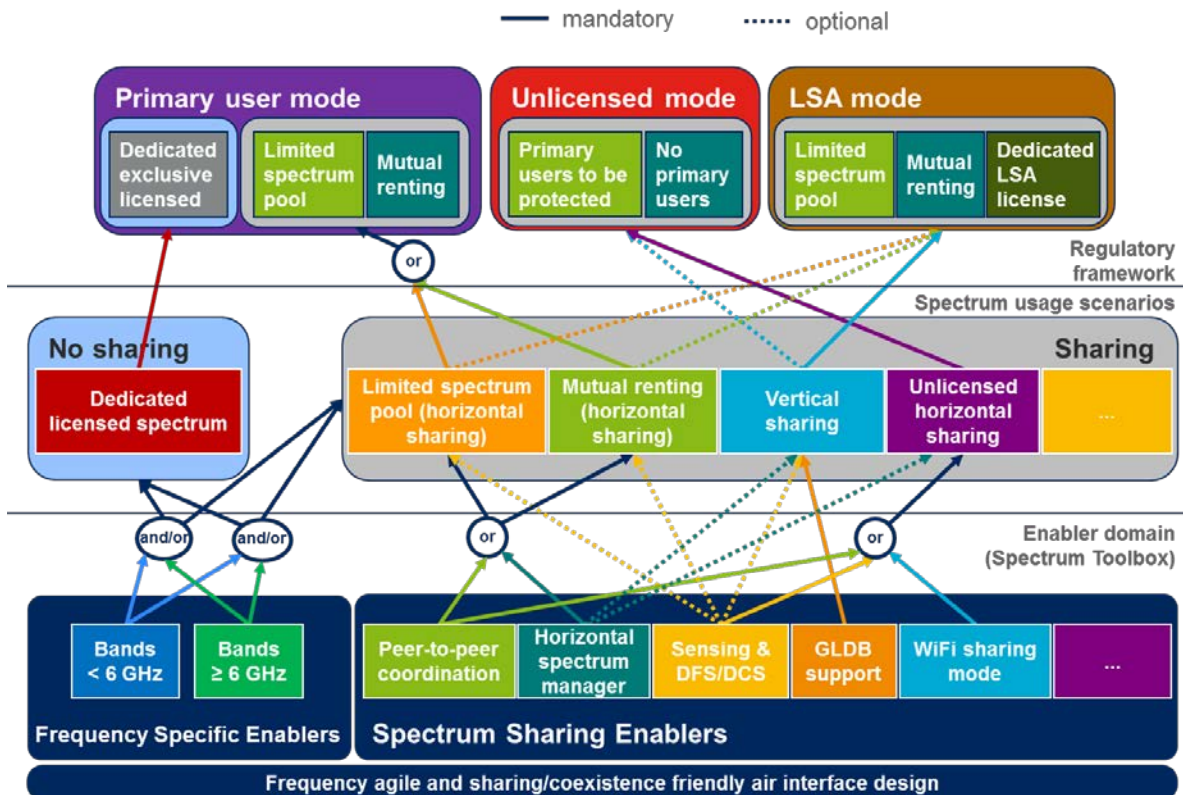 mandatory
optional
Primary user mode
Unlicensed mode
LSA mode
Dedicated
exclusive
licensed
Limited
spectrum
pool
Mutual
renting
Primary
users to be
protected
No
primary
users
Limited
spectrum
pool
Mutual
renting
Dedicated
LSA
license
or
Regulatory
framework
Spectrum usage scenarios
No sharing
Sharing
Dedicated
licensed spectrum
Limited spectrum
pool (horizontal
sharing)
Mutual renting
(horizontal
sharing)
Vertical
sharing
Unlicensed
horizontal
sharing
...
and/or
and/or
or
or
Enabler domain
(Spectrum Toolbox)
Bands
< 6 GHz
Bands
≥ 6 GHz
Peer-to-peer
coordination
Horizontal
spectrum
manager
Sensing &
DFS/DCS
GLDB
support
WiFi sharing
mode
...
Frequency Specific Enablers
Spectrum Sharing Enablers
Frequency agile and sharing/coexistence friendly air interface design